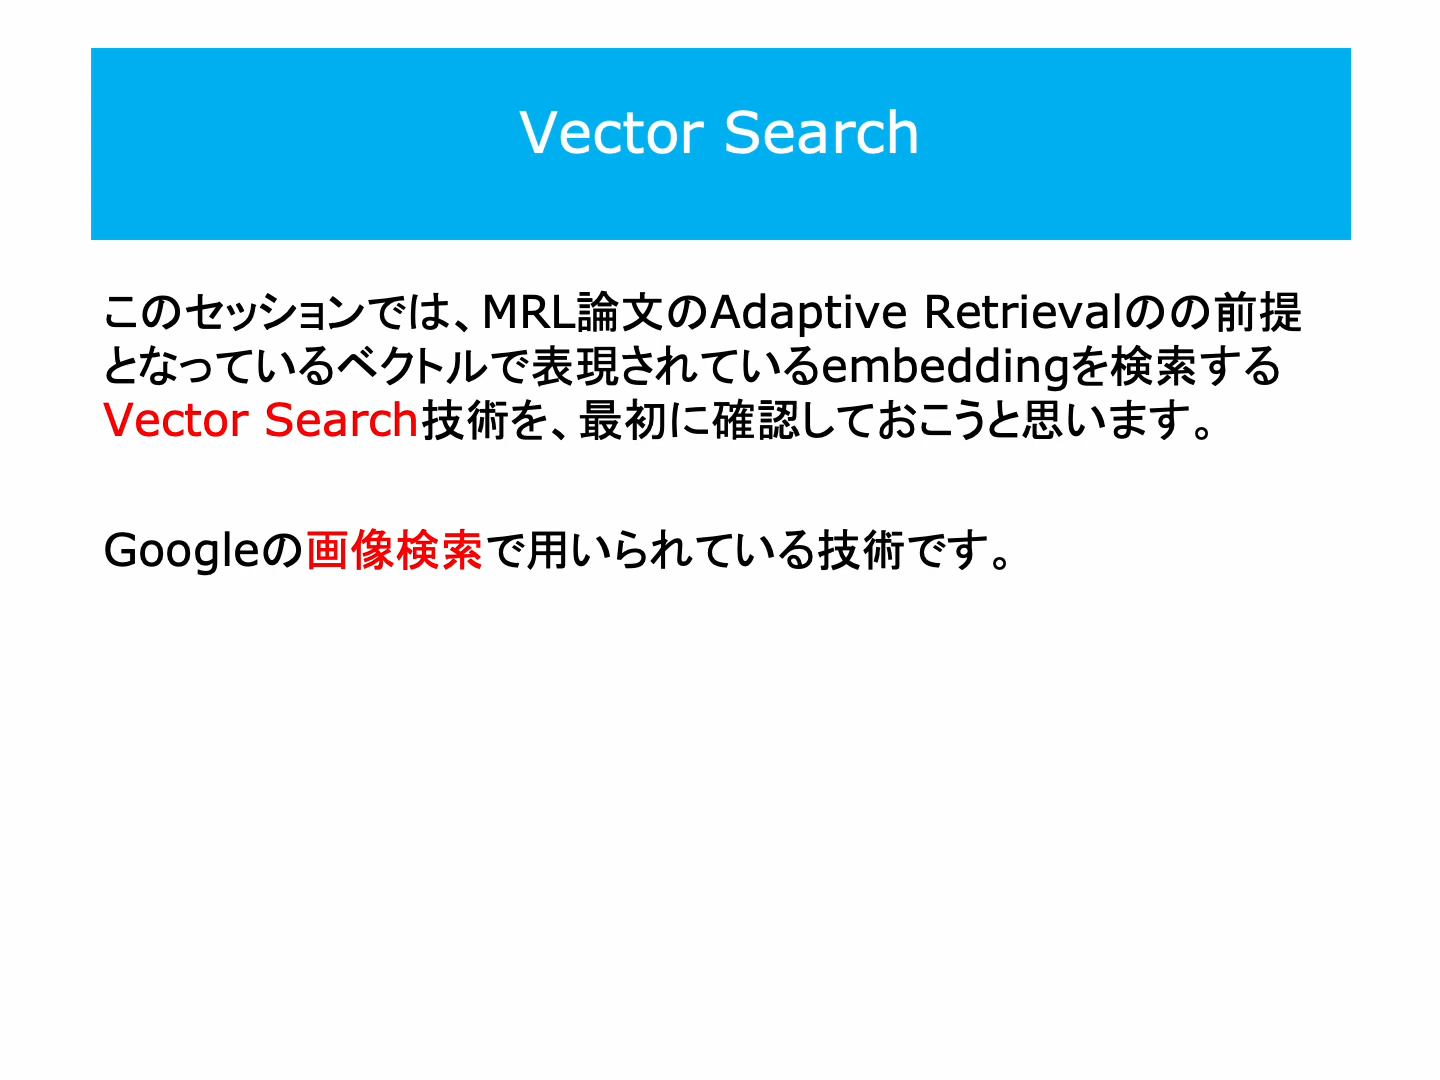 Vector Search
このセッションでは、MRL論文のAdaptive Retrievalのの前提
となっているベクトルで表現されているembeddingを検索する
Vector Search技術を、最初に確認しておこうと思います。
Googleの画像検索で用いられている技術です。